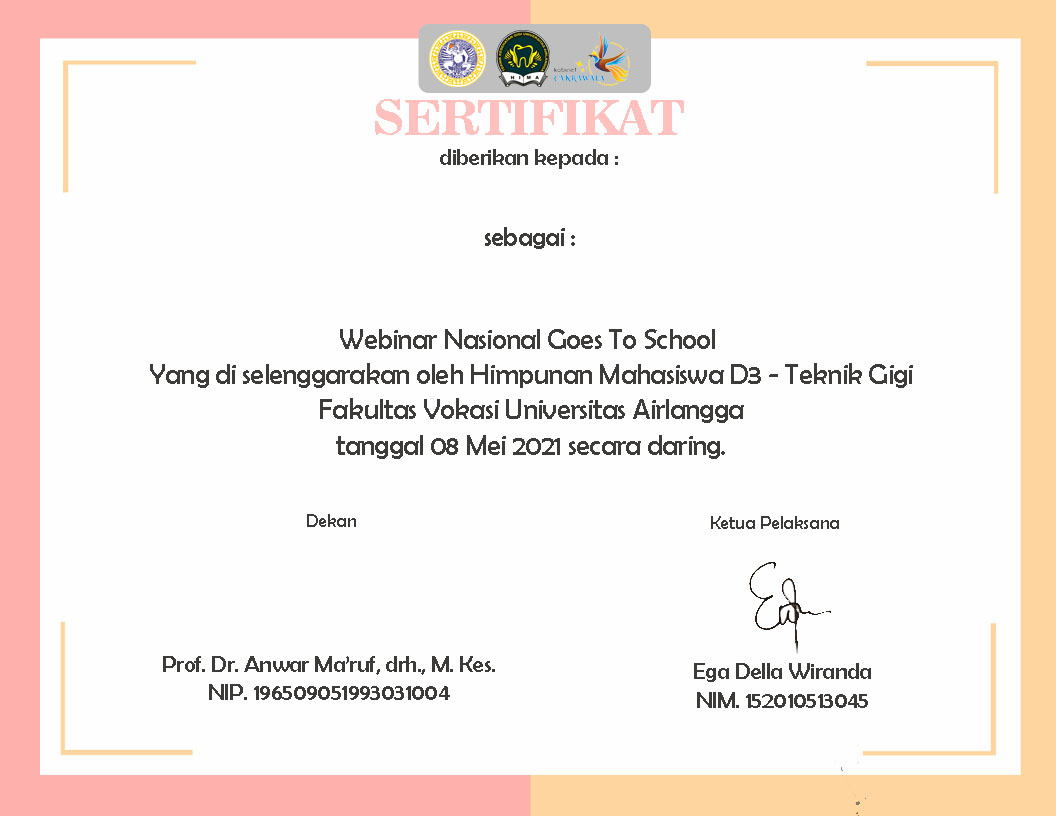 HIMA
kabinet
CAKRAWALA
SERTIFIKAT
diberikan kepada :
sebagai :
Webinar Nasional Goes To School
Yang di selenggarakan oleh Himpunan Mahasiswa D3 - Teknik Gigi
Fakultas Vokasi Universitas Airlangga
tanggal 08 Mei 2021 secara daring.
Dekan
Ketua Pelaksana
Prof. Dr. Anwar Ma'ruf, drh., M. Kes.
NIP. 196509051993031004
Ega Della Wiranda
NIM. 152010513045